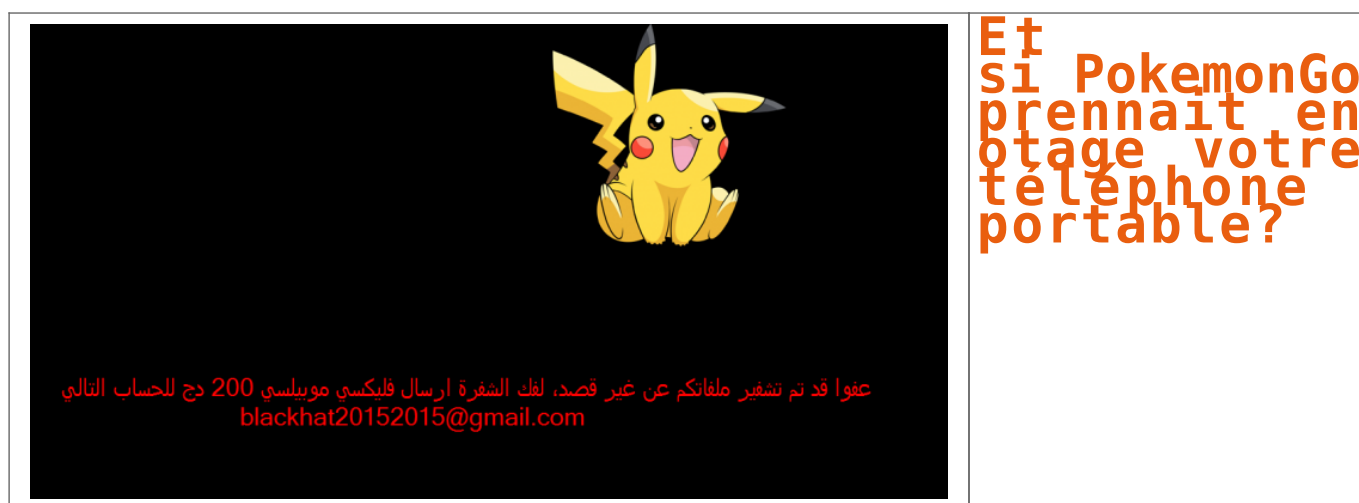 عفوا قد تم تشفير ملفاتكم عن غير قصد، لفك الشفرة ارسال فليكسي موبيلسي 200 دج للحساب التالي
blackhat20152015@gmail.com
Et
si PokemonGo
prennait en
otage votre
téléphone
portable?